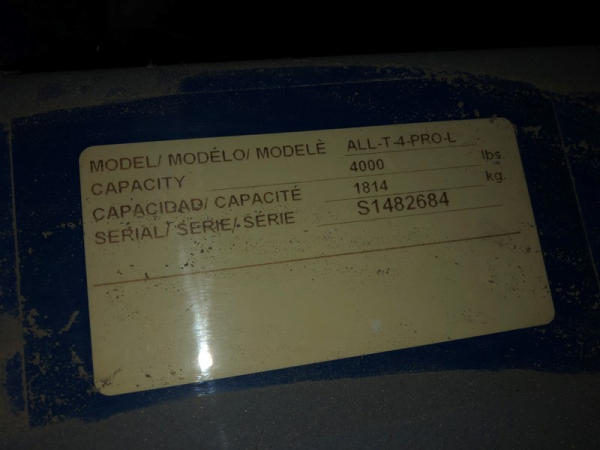 MODEL/ MODÉLO/ MODELÈ ALL-T-4-PRO-L
CAPACITY 4000 lbs.
CAPACIDAD/ CAPACITÉ 1814 kg.
SERIAL/ SERIE/ SÉRIE S1482684